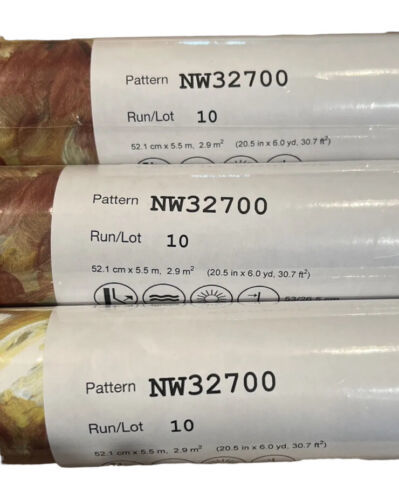 Pattern NW32700
Run/Lot 10
52.1 cm x 5.5 m, 2.9 m² (20.5 in x 6.0 yd, 30.7 ft²)
Pattern NW32700
Run/Lot 10
52.1 cm x 5.5 m, 2.9 m² (20.5 in x 6.0 yd, 30.7 ft²)
Pattern NW32700
Run/Lot 10
52.1 cm x 5.5 m, 2.9 m² (20.5 in x 6.0 yd, 30.7 ft²)